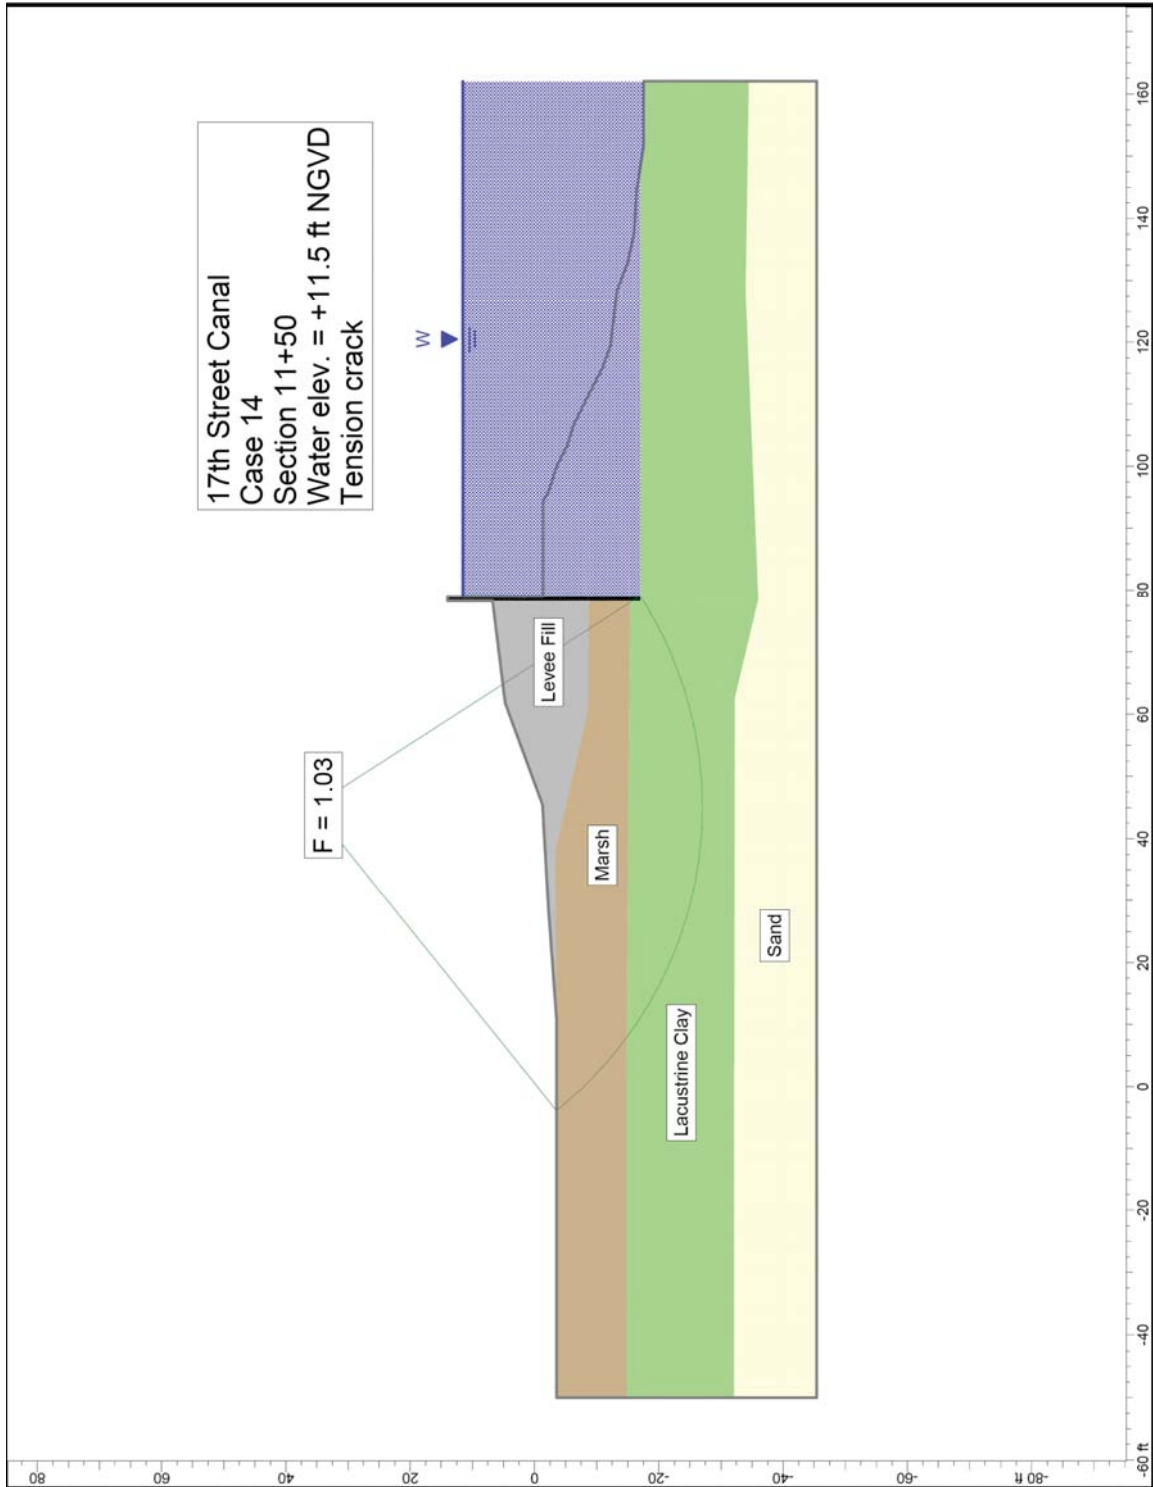 17th Street Canal
Case 14
Section 11+50
Water elev. = +11.5 ft NGVD
Tension crack
W
F = 1.03
Levee Fill
Marsh
Lacustrine Clay
Sand
80
60
40
20
0
-20
-40
-60
-80 ft
-60 ft
-40
-20
0
20
40
60
80
100
120
140
160